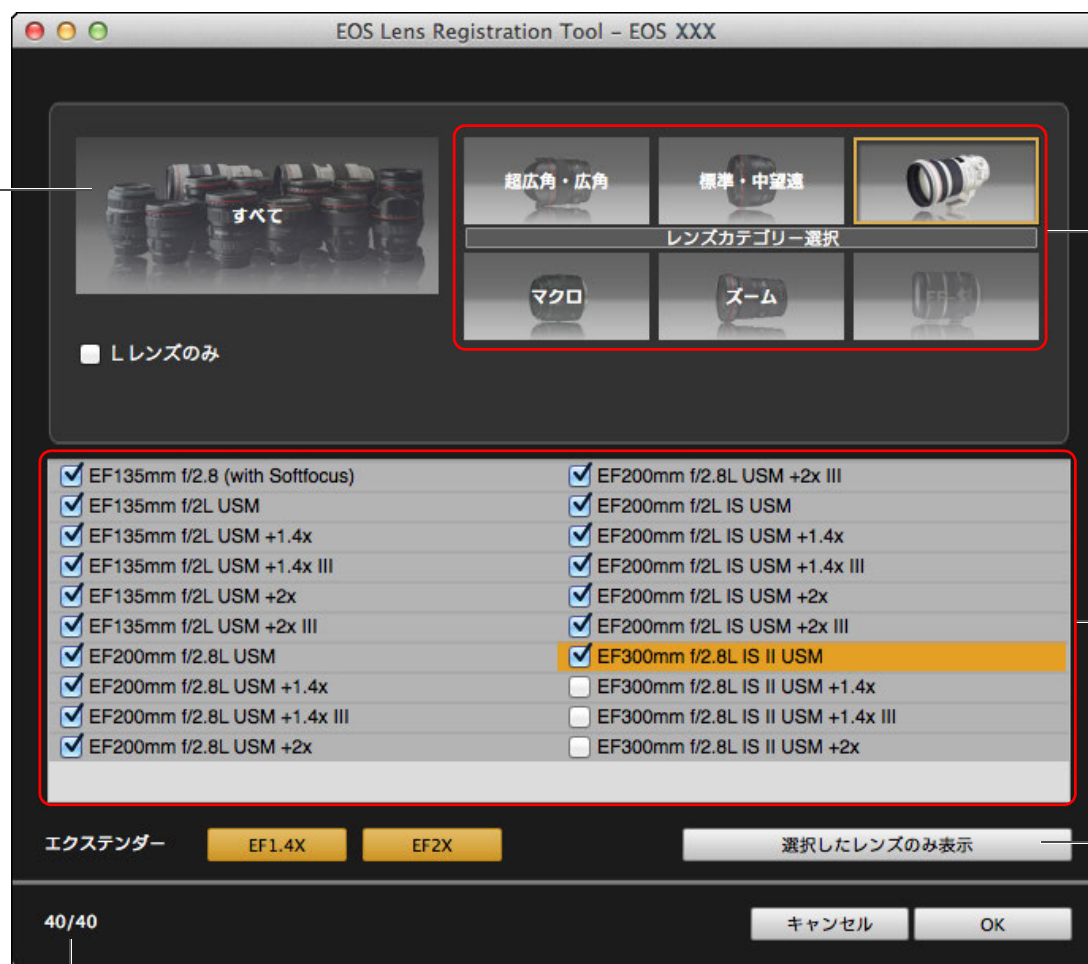 EOS Lens Registration Tool – EOS XXX
すべて
超広角・広角
標準・中望遠
レンズカテゴリー選択
マクロ
ズーム
EF-S
L レンズのみ
EF135mm f/2.8 (with Softfocus)
EF135mm f/2L USM
EF135mm f/2L USM +1.4x
EF135mm f/2L USM +1.4x III
EF135mm f/2L USM +2x
EF135mm f/2L USM +2x III
EF200mm f/2.8L USM
EF200mm f/2.8L USM +1.4x
EF200mm f/2.8L USM +1.4x III
EF200mm f/2.8L USM +2x
EF200mm f/2.8L USM +2x III
EF200mm f/2L IS USM
EF200mm f/2L IS USM +1.4x
EF200mm f/2L IS USM +1.4x III
EF200mm f/2L IS USM +2x
EF200mm f/2L IS USM +2x III
EF300mm f/2.8L IS II USM
EF300mm f/2.8L IS II USM +1.4x
EF300mm f/2.8L IS II USM +1.4x III
EF300mm f/2.8L IS II USM +2x
エクステンダー
EF1.4X
EF2X
選択したレンズのみ表示
40/40
キャンセル
OK